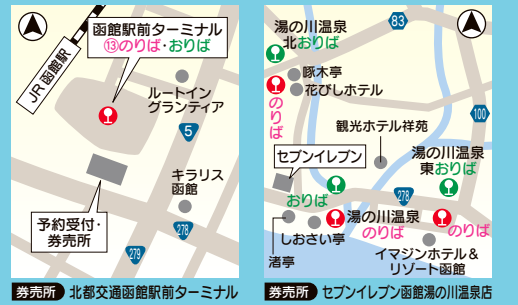 函館駅前ターミナル
⑬のりば・おりば
JR函館駅
ルートイン
グランティア
5
キラリス
函館
予約受付・
券売所
278
279
券売所 北都交通函館駅前ターミナル
湯の川温泉
北おりば
83
啄木亭
花びしホテル
のりば
100
観光ホテル祥苑
セブンイレブン
湯の川温泉
東おりば
おりば
278
湯の川温泉
のりば
のりば
しおさい亭
渚亭
イマジンホテル&
リゾート函館
券売所 セブンイレブン函館湯の川温泉店